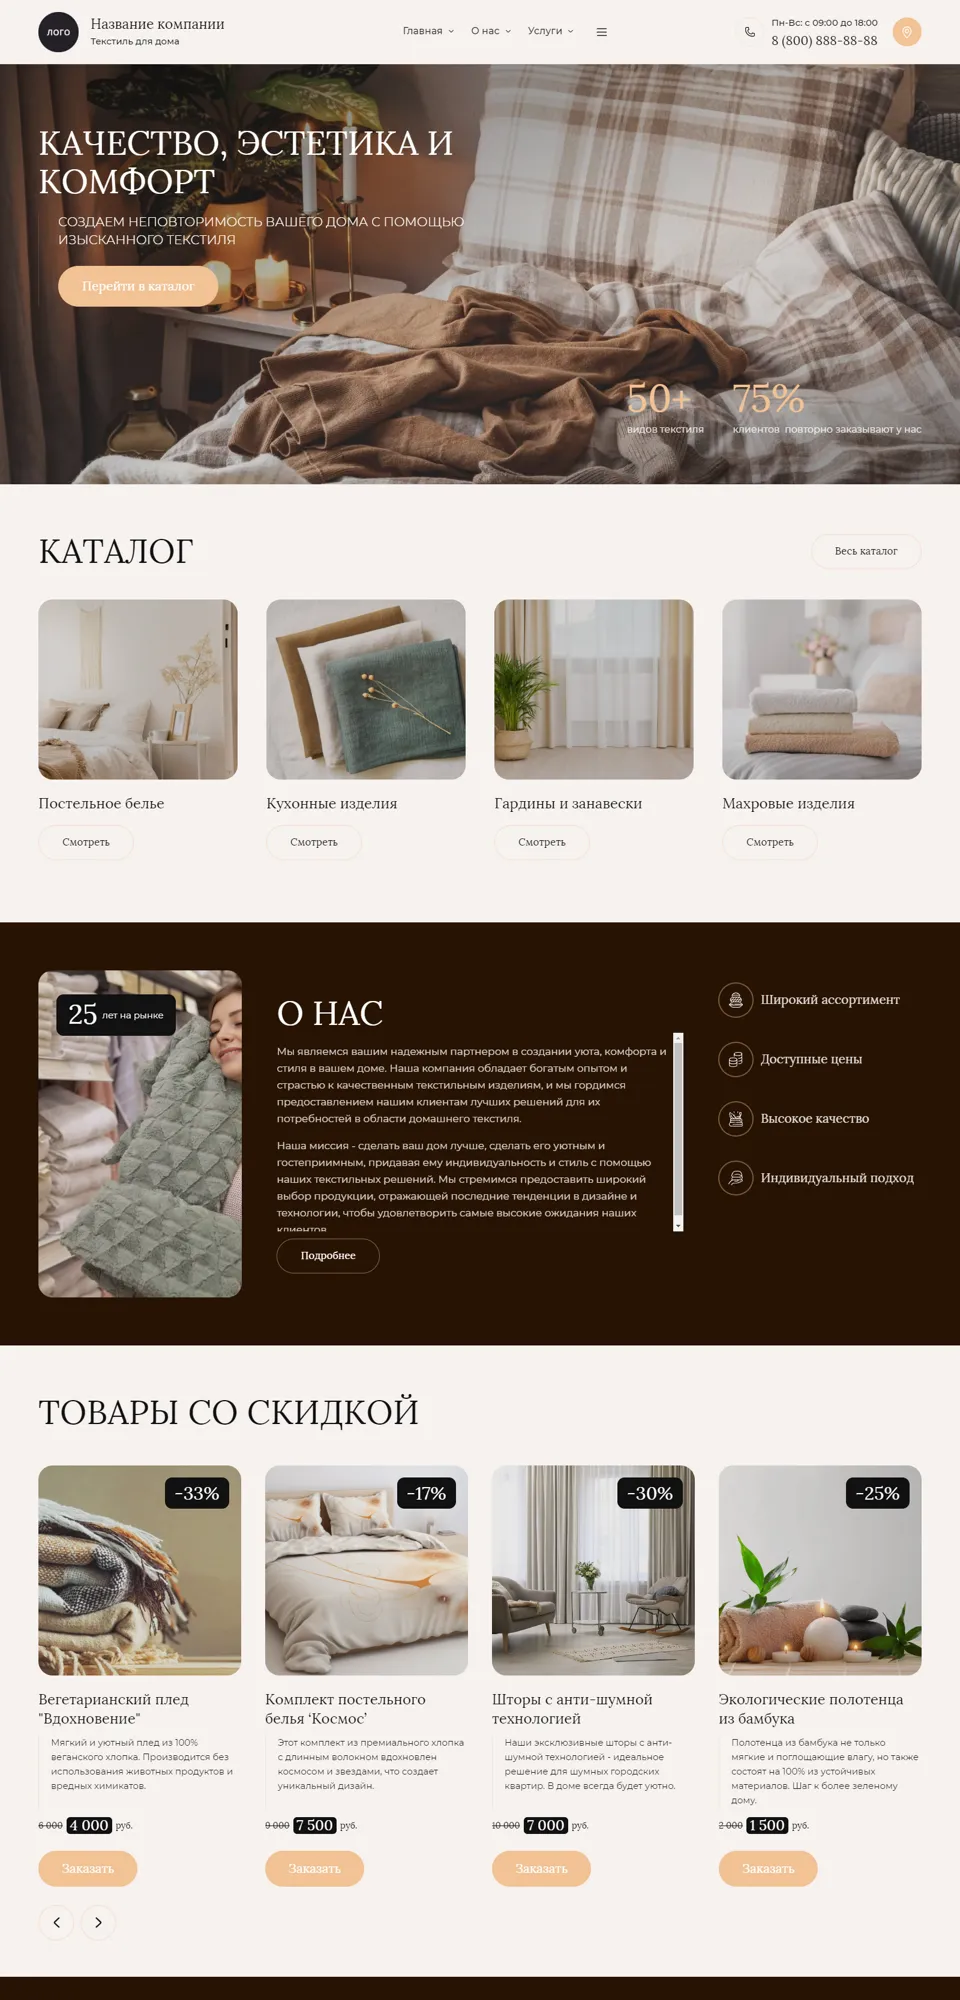 ЛОГО
Название компании
Текстиль для дома
Главная
О нас
Услуги
Пн-Вс: с 09:00 до 18:00
8 (800) 888-88-88
КАЧЕСТВО, ЭСТЕТИКА И
КОМФОРТ
СОЗДАЕМ НЕПОВТОРИМОСТЬ ВАШЕГО ДОМА С ПОМОЩЬЮ
ИЗЫСКАННОГО ТЕКСТИЛЯ
Перейти в каталог
50+
видов текстиля
75%
клиентов повторно заказывают у нас
КАТАЛОГ
Весь каталог
Постельное белье
Смотреть
Кухонные изделия
Смотреть
Гардины и занавески
Смотреть
Махровые изделия
Смотреть
25 лет на рынке
О НАС
Мы являемся вашим надежным партнером в создании уюта, комфорта и
стиля в вашем доме. Наша компания обладает богатым опытом и
страстью к качественным текстильным изделиям, и мы гордимся
предоставлением нашим клиентам лучших решений для их
потребностей в области домашнего текстиля.
Наша миссия - сделать ваш дом лучше, сделать его уютным и
гостеприимным, придавая ему индивидуальность и стиль с помощью
наших текстильных решений. Мы стремимся предоставить широкий
выбор продукции, отражающей последние тенденции в дизайне и
технологии, чтобы удовлетворить самые высокие ожидания наших
клиентов
Подробнее
Широкий ассортимент
Доступные цены
Высокое качество
Индивидуальный подход
ТОВАРЫ СО СКИДКОЙ
-33%
Вегетарианский плед
"Вдохновение"
Мягкий и уютный плед из 100%
веганского хлопка. Производится без
использования животных продуктов и
вредных химикатов.
6 000 4 000 руб.
Заказать
-17%
Комплект постельного
белья ‘Космос’
Этот комплект из премиального хлопка
с длинным волокном вдохновлен
космосом и звездами, что создает
уникальный дизайн.
9 000 7 500 руб.
Заказать
-30%
Шторы с анти-шумной
технологией
Наши эксклюзивные шторы с анти-
шумной технологией - идеальное
решение для шумных городских
квартир. В доме всегда будет уютно.
10 000 7 000 руб.
Заказать
-25%
Экологические полотенца
из бамбука
Полотенца из бамбука не только
мягкие и поглощающие влагу, но также
состоят на 100% из устойчивых
материалов. Шаг к более зеленому
дому.
2 000 1 500 руб.
Заказать